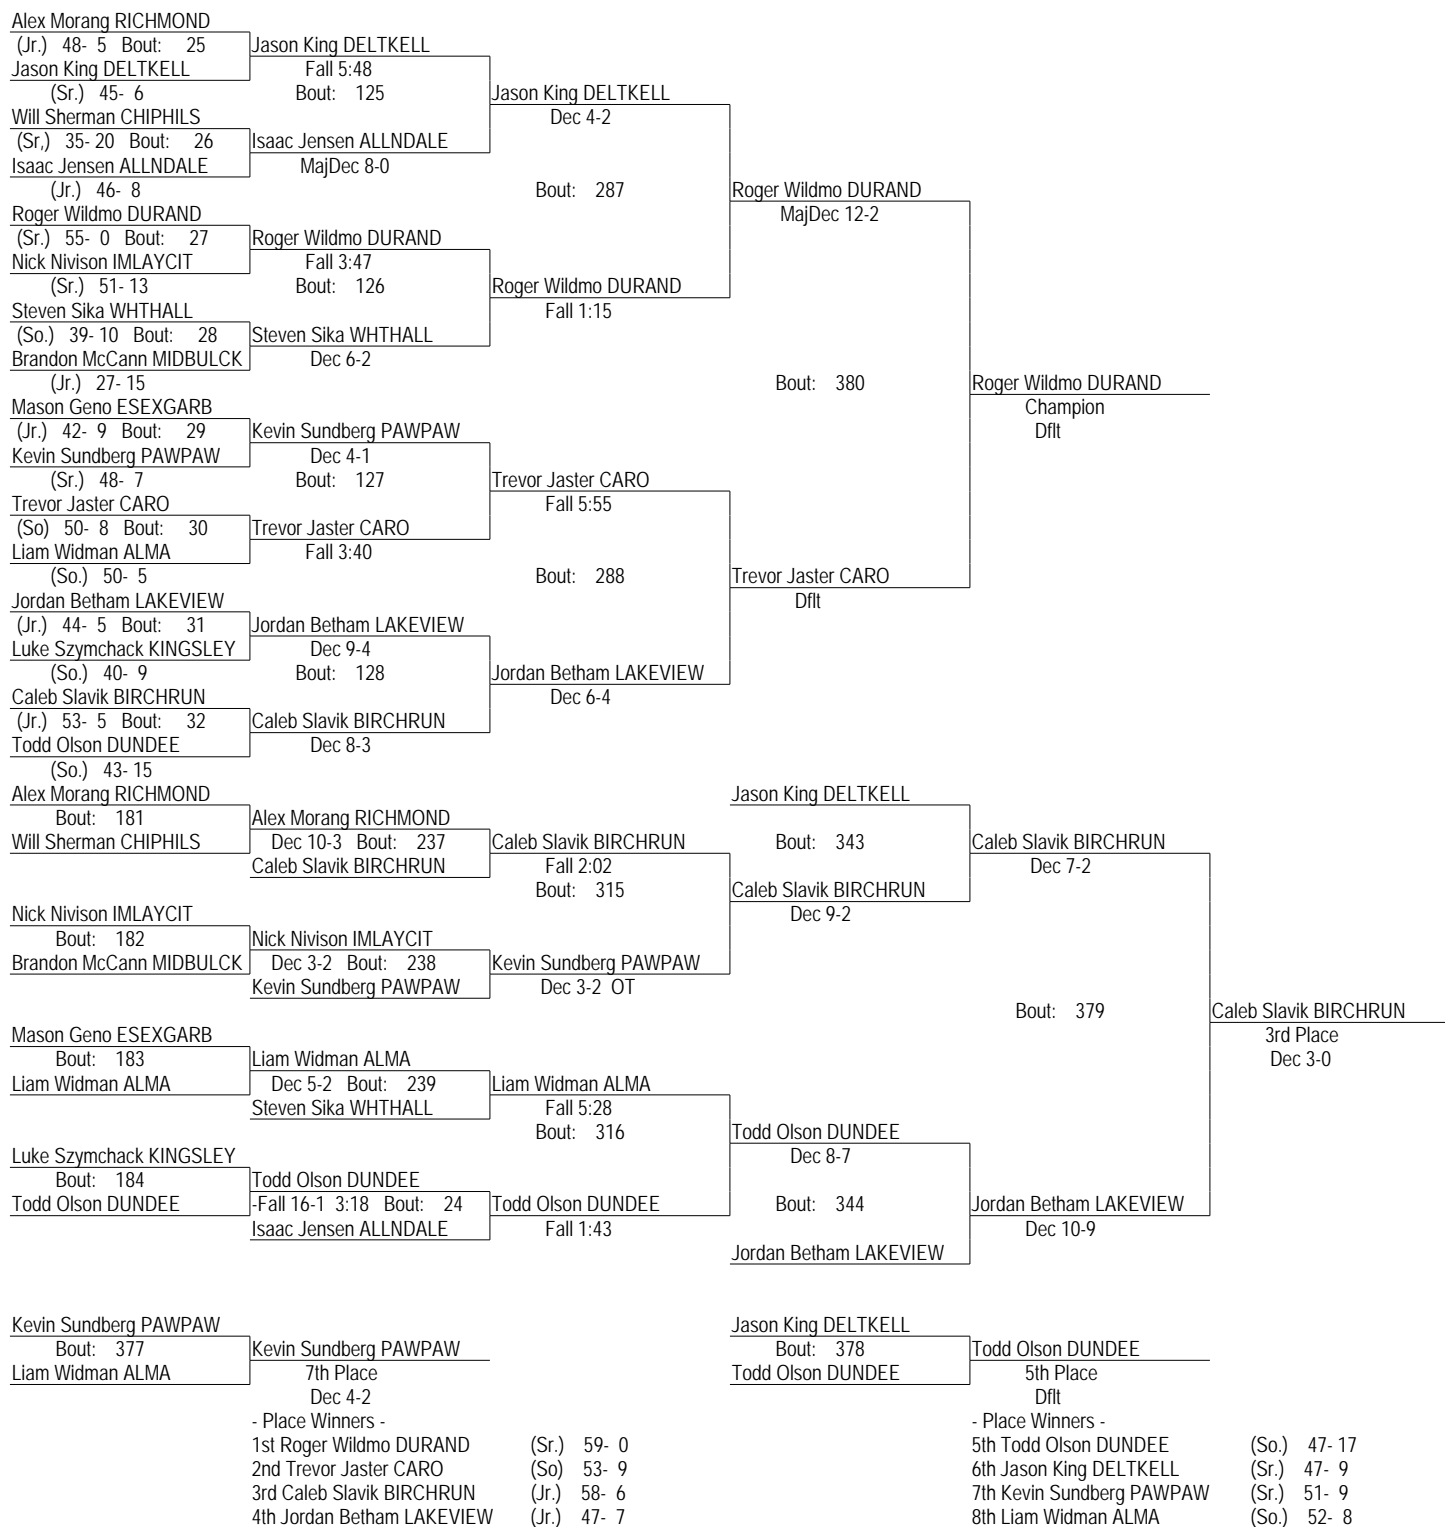 Alex Morang RICHMOND
(Jr.) 48- 5 Bout: 25 Jason King DELTKELL
Jason King DELTKELL Fall 5:48
(Sr.) 45- 6 Bout: 125 Jason King DELTKELL
Will Sherman CHIPHILS Dec 4-2
(Sr,) 35- 20 Bout: 26 Isaac Jensen ALLNDALE
Isaac Jensen ALLNDALE MajDec 8-0
(Jr.) 46- 8 Bout: 287 Roger Wildmo DURAND
Roger Wildmo DURAND MajDec 12-2
(Sr.) 55- 0 Bout: 27 Roger Wildmo DURAND
Nick Nivison IMLAYCIT Fall 3:47
(Sr.) 51- 13 Bout: 126 Roger Wildmo DURAND
Steven Sika WHTHALL Fall 1:15
(So.) 39- 10 Bout: 28 Steven Sika WHTHALL
Brandon McCann MIDBULCK Dec 6-2
(Jr.) 27- 15 Bout: 380 Roger Wildmo DURAND
Mason Geno ESEXGARB Champion
(Jr.) 42- 9 Bout: 29 Kevin Sundberg PAWPAW Dflt
Kevin Sundberg PAWPAW Dec 4-1
(Sr.) 48- 7 Bout: 127 Trevor Jaster CARO
Trevor Jaster CARO Fall 5:55
(So) 50- 8 Bout: 30 Trevor Jaster CARO
Liam Widman ALMA Fall 3:40
(So.) 50- 5 Bout: 288 Trevor Jaster CARO
Jordan Betham LAKEVIEW Dflt
(Jr.) 44- 5 Bout: 31 Jordan Betham LAKEVIEW
Luke Szymchack KINGSLEY Dec 9-4
(So.) 40- 9 Bout: 128 Jordan Betham LAKEVIEW
Caleb Slavik BIRCHRUN Dec 6-4
(Jr.) 53- 5 Bout: 32 Caleb Slavik BIRCHRUN
Todd Olson DUNDEE Dec 8-3
(So.) 43- 15
Alex Morang RICHMOND Jason King DELTKELL
Bout: 181 Alex Morang RICHMOND
Will Sherman CHIPHILS Dec 10-3 Bout: 237 Caleb Slavik BIRCHRUN Bout: 343 Caleb Slavik BIRCHRUN
Caleb Slavik BIRCHRUN Fall 2:02 Dec 7-2
Bout: 315 Caleb Slavik BIRCHRUN
Nick Nivison IMLAYCIT Dec 9-2
Bout: 182 Nick Nivison IMLAYCIT
Brandon McCann MIDBULCK Dec 3-2 Bout: 238 Kevin Sundberg PAWPAW
Kevin Sundberg PAWPAW Dec 3-2 OT
Bout: 379 Caleb Slavik BIRCHRUN
Mason Geno ESEXGARB 3rd Place
Bout: 183 Liam Widman ALMA Dec 3-0
Liam Widman ALMA Dec 5-2 Bout: 239 Liam Widman ALMA
Steven Sika WHTHALL Fall 5:28
Bout: 316 Todd Olson DUNDEE
Luke Szymchack KINGSLEY Dec 8-7
Bout: 184 Todd Olson DUNDEE
Todd Olson DUNDEE -Fall 16-1 3:18 Bout: 24 Todd Olson DUNDEE Bout: 344 Jordan Betham LAKEVIEW
Isaac Jensen ALLNDALE Fall 1:43 Dec 10-9
Jordan Betham LAKEVIEW
Kevin Sundberg PAWPAW Jason King DELTKELL
Bout: 377 Kevin Sundberg PAWPAW Bout: 378 Todd Olson DUNDEE
Liam Widman ALMA 7th Place Todd Olson DUNDEE 5th Place
Dec 4-2 Dflt
- Place Winners - - Place Winners -
1st Roger Wildmo DURAND (Sr.) 59- 0 5th Todd Olson DUNDEE (So.) 47- 17
2nd Trevor Jaster CARO (So) 53- 9 6th Jason King DELTKELL (Sr.) 47- 9
3rd Caleb Slavik BIRCHRUN (Jr.) 58- 6 7th Kevin Sundberg PAWPAW (Sr.) 51- 9
4th Jordan Betham LAKEVIEW (Jr.) 47- 7 8th Liam Widman ALMA (So.) 52- 8